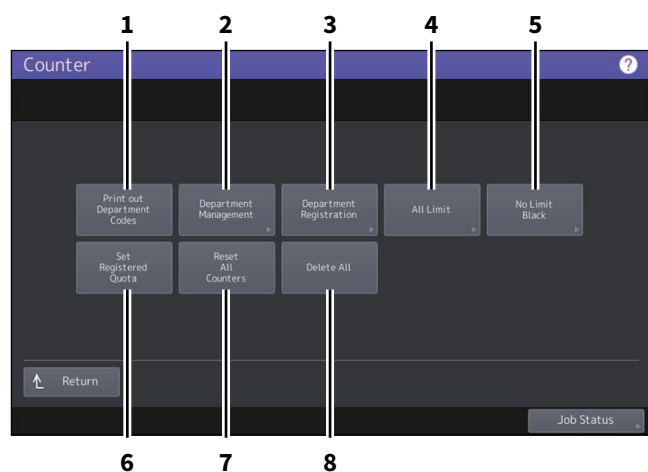 1 2 3 4 5
Counter ?
Print out
Department
Codes
Department
Management
Department
Registration
All Limit
No Limit
Black
Set
Registered
Quota
Reset
All
Counters
Delete All
Return
Job Status
6 7 8